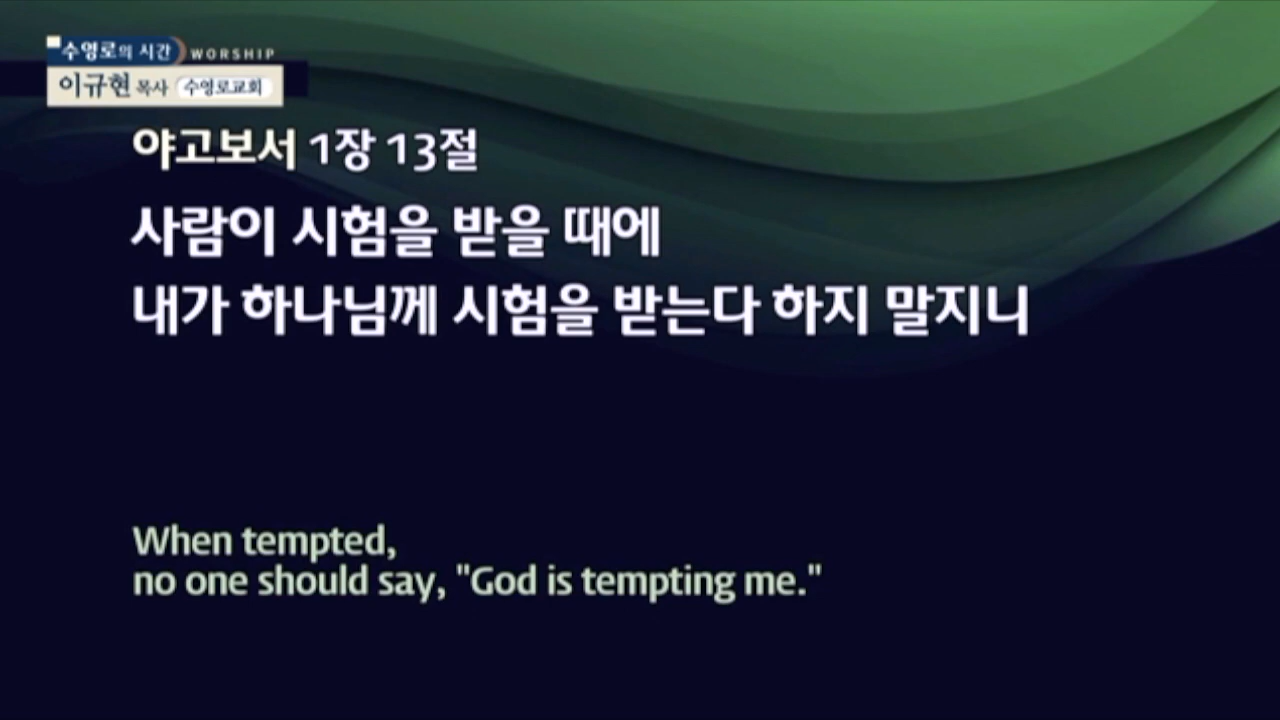 수영로의 시간 WORSHIP
이규현 목사 수영로교회
야고보서 1장 13절
사람이 시험을 받을 때에
내가 하나님께 시험을 받는다 하지 말지니
When tempted,
no one should say, "God is tempting me."